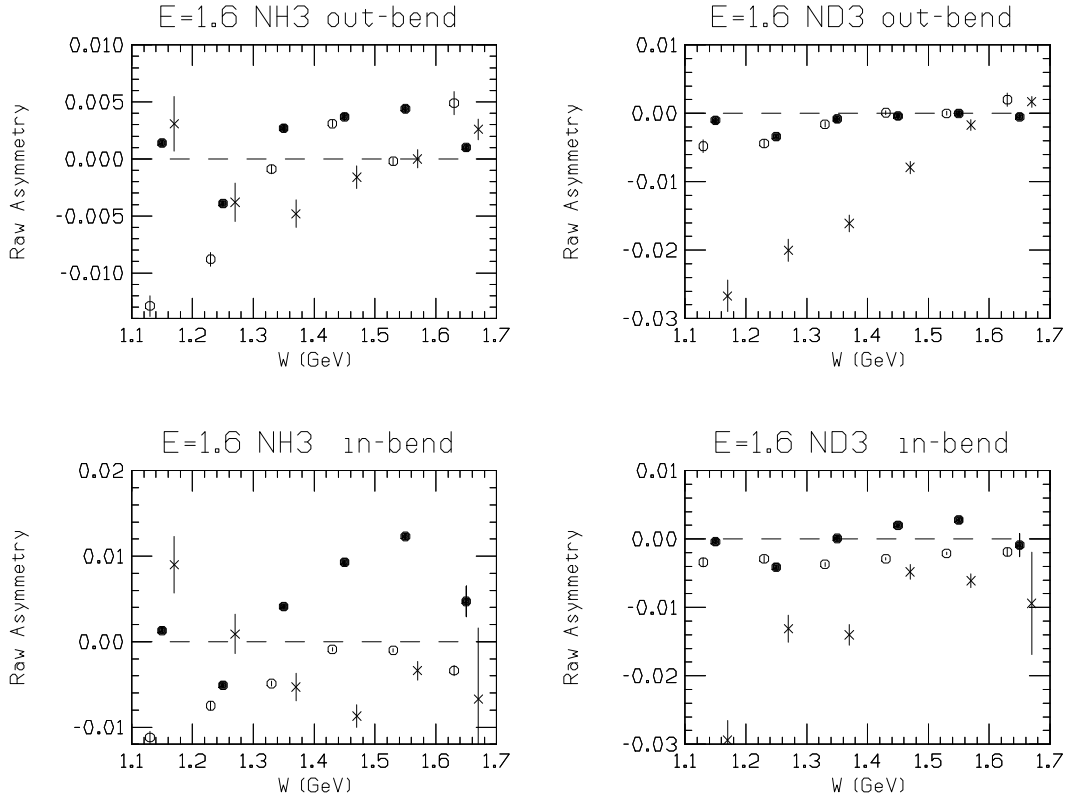 E=1.6 NH3 out-bend
E=1.6 ND3 out-bend
0.010
0.005
0.000
-0.005
-0.010
Raw Asymmetry
1.1 1.2 1.3 1.4 1.5 1.6 1.7
W (GeV)
0.01
0.00
-0.01
-0.02
-0.03
Raw Asymmetry
1.1 1.2 1.3 1.4 1.5 1.6 1.7
W (GeV)
E=1.6 NH3 in-bend
E=1.6 ND3 in-bend
0.02
0.01
0.00
-0.01
Raw Asymmetry
1.1 1.2 1.3 1.4 1.5 1.6 1.7
W (GeV)
0.01
0.00
-0.01
-0.02
-0.03
Raw Asymmetry
1.1 1.2 1.3 1.4 1.5 1.6 1.7
W (GeV)